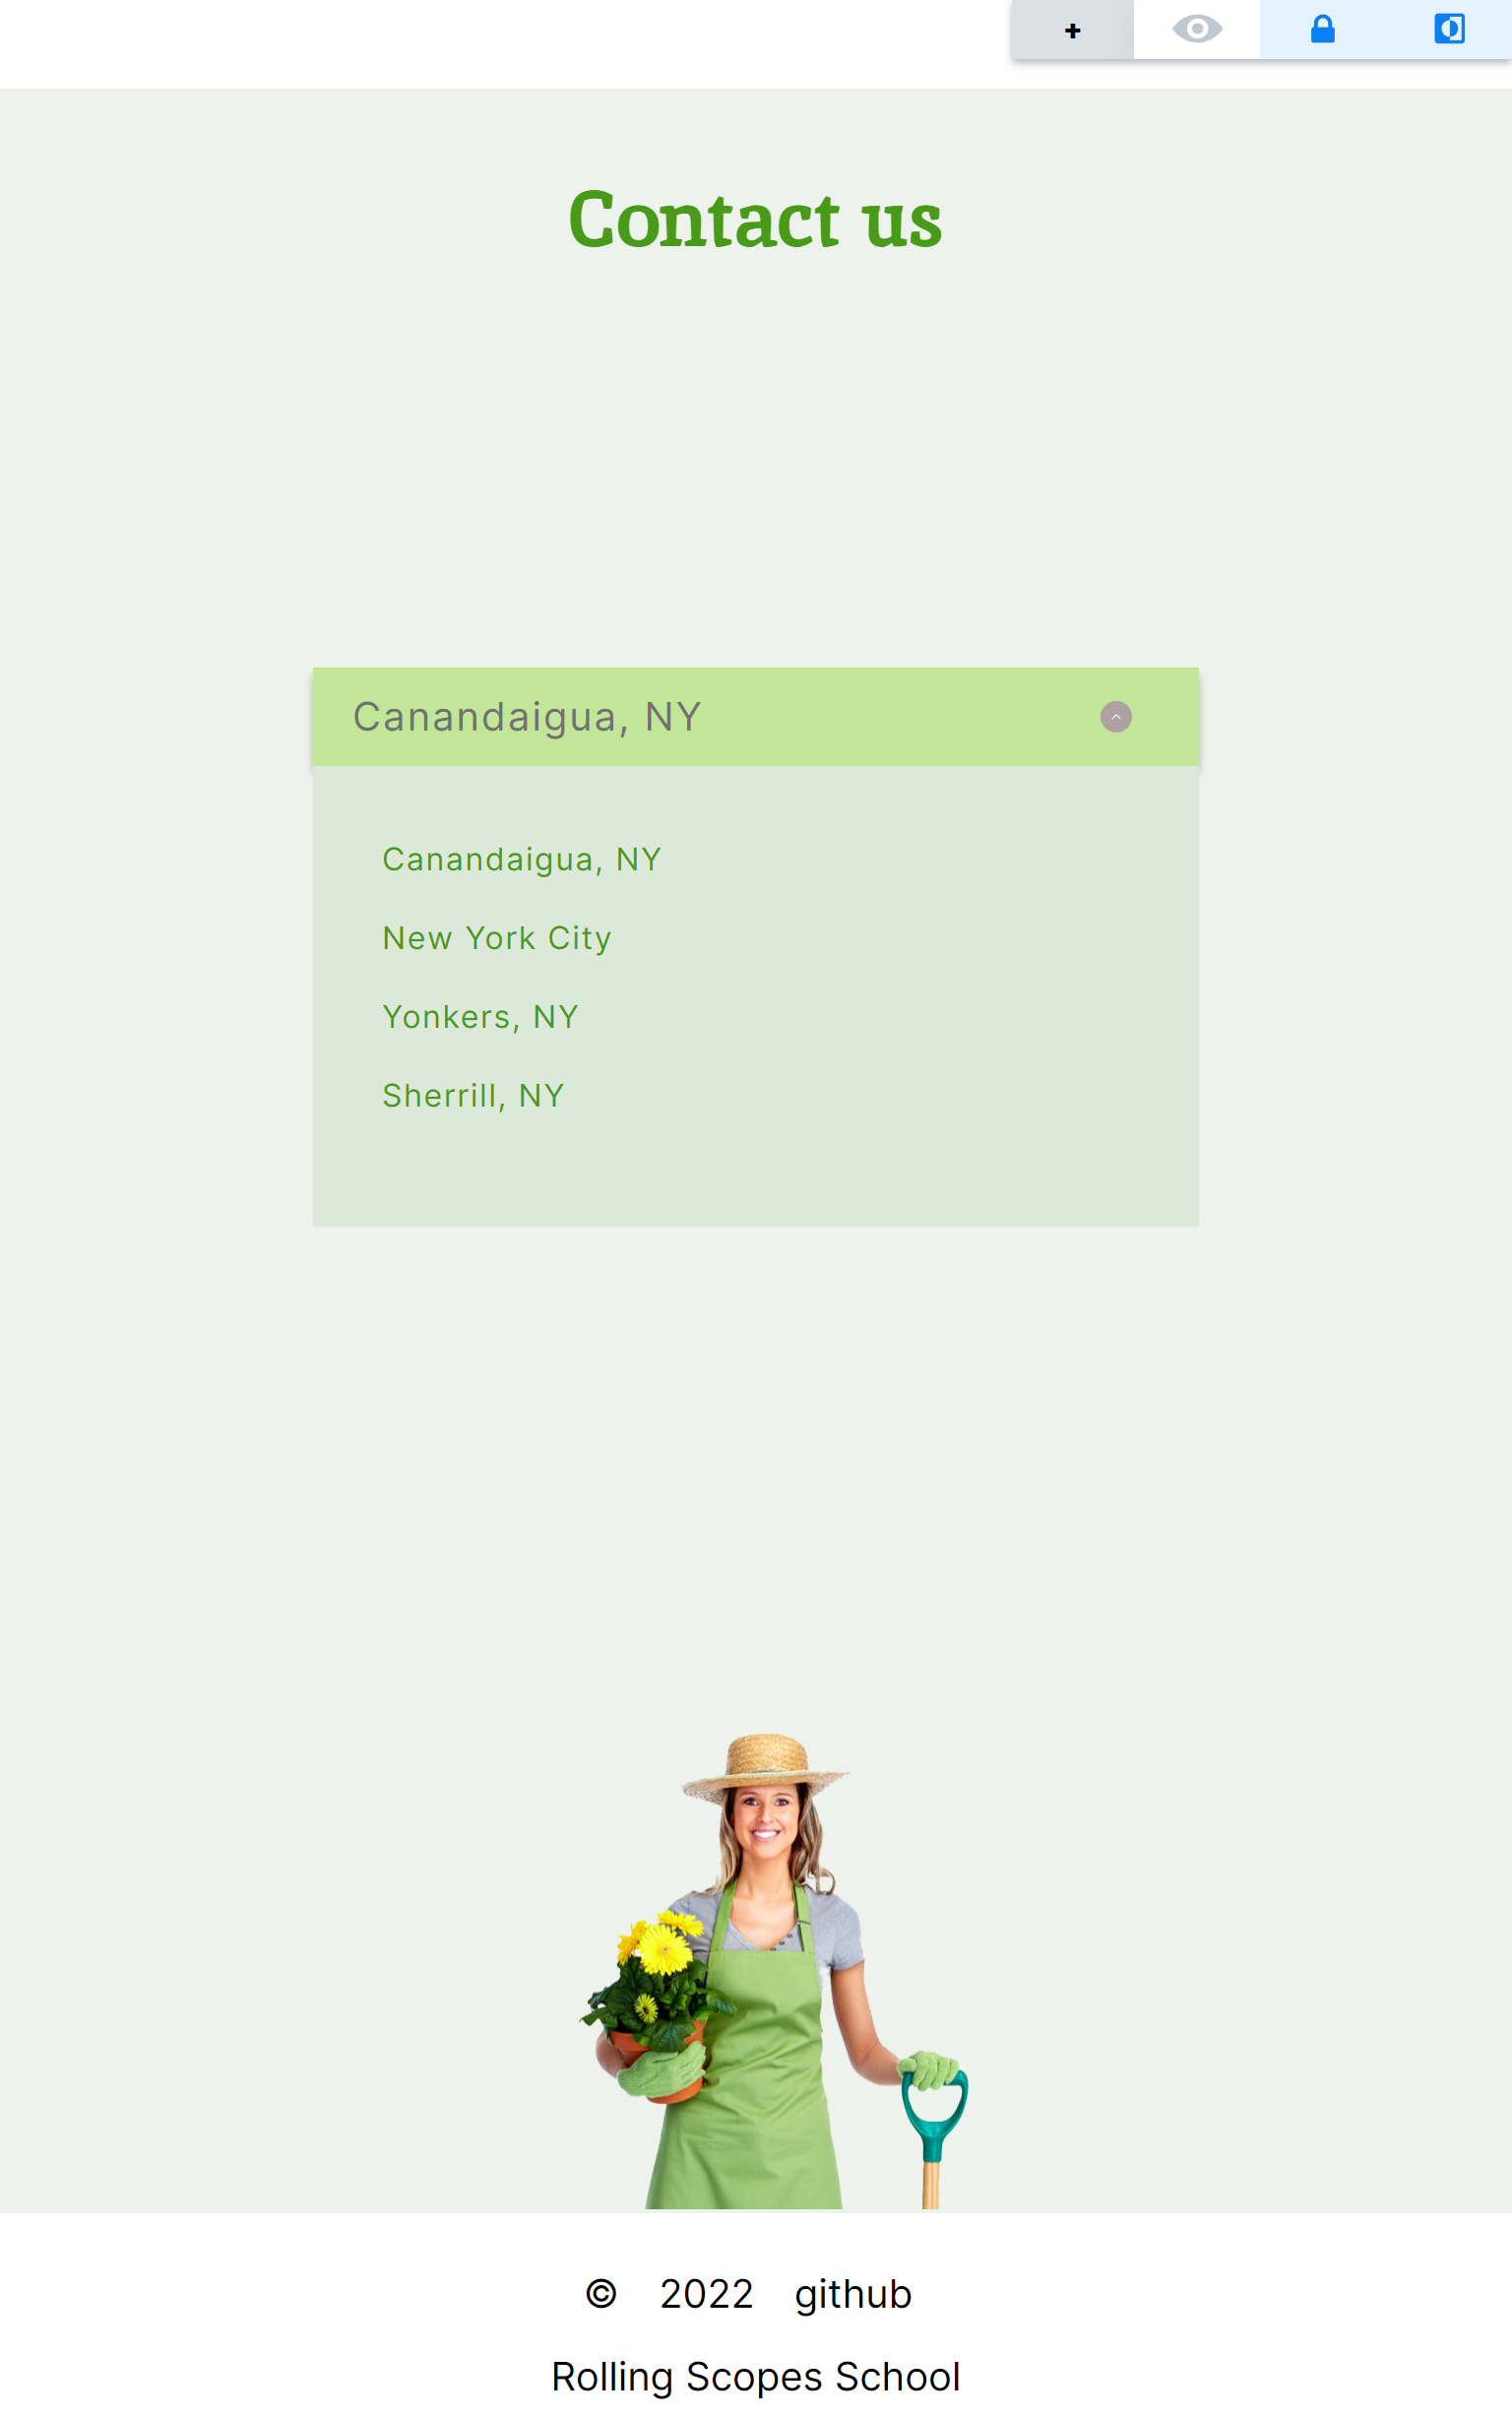 +
Contact us
Canandaigua, NY
Canandaigua, NY
New York City
Yonkers, NY
Sherrill, NY
© 2022 github
Rolling Scopes School